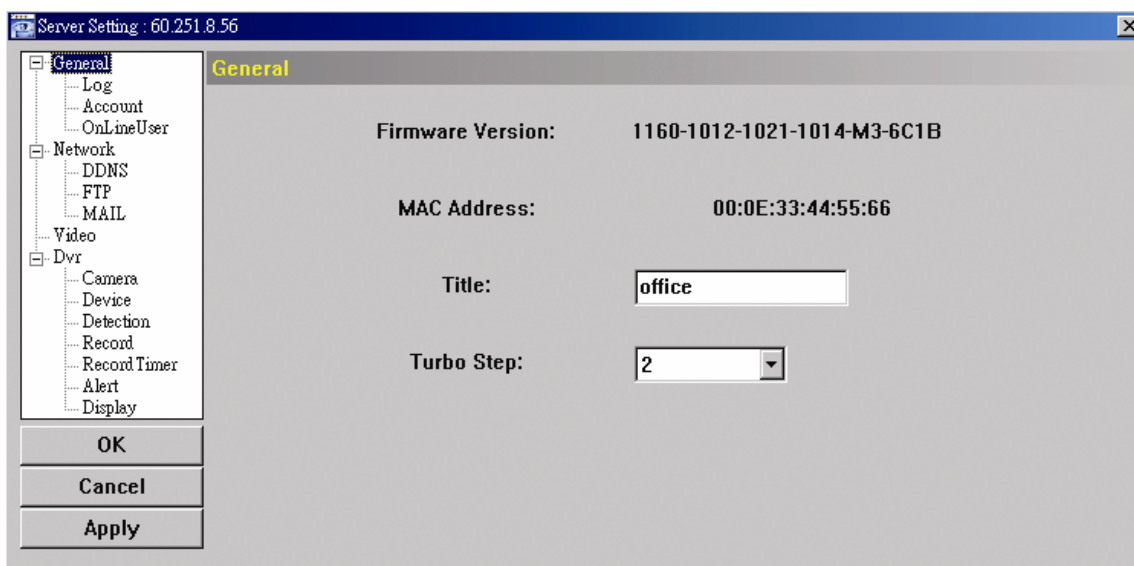 Server Setting : 60.251.8.56
General
Log
Account
OnLineUser
Network
DDNS
FTP
MAIL
Video
Dvr
Camera
Device
Detection
Record
Record Timer
Alert
Display
OK
Cancel
Apply
General
Firmware Version: 1160-1012-1021-1014-M3-6C1B
MAC Address: 00:0E:33:44:55:66
Title: office
Turbo Step: 2